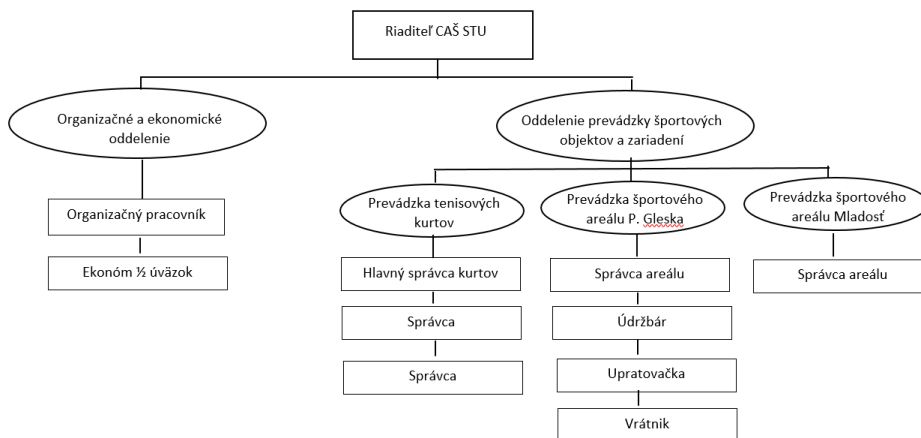 Riaditeľ CAŠ STU
Organizačné a ekonomické
oddelenie
Oddelenie prevádzky športových
objektov a zariadení
Organizačný pracovník
Ekonóm ½ úväzok
Prevádzka tenisových
kurtov
Prevádzka športového
areálu P. Gleska
Prevádzka športového
areálu Mladosť
Hlavný správca kurtov
Správca areálu
Správca areálu
Správca
Údržbár
Správca
Upratovačka
Vrátnik